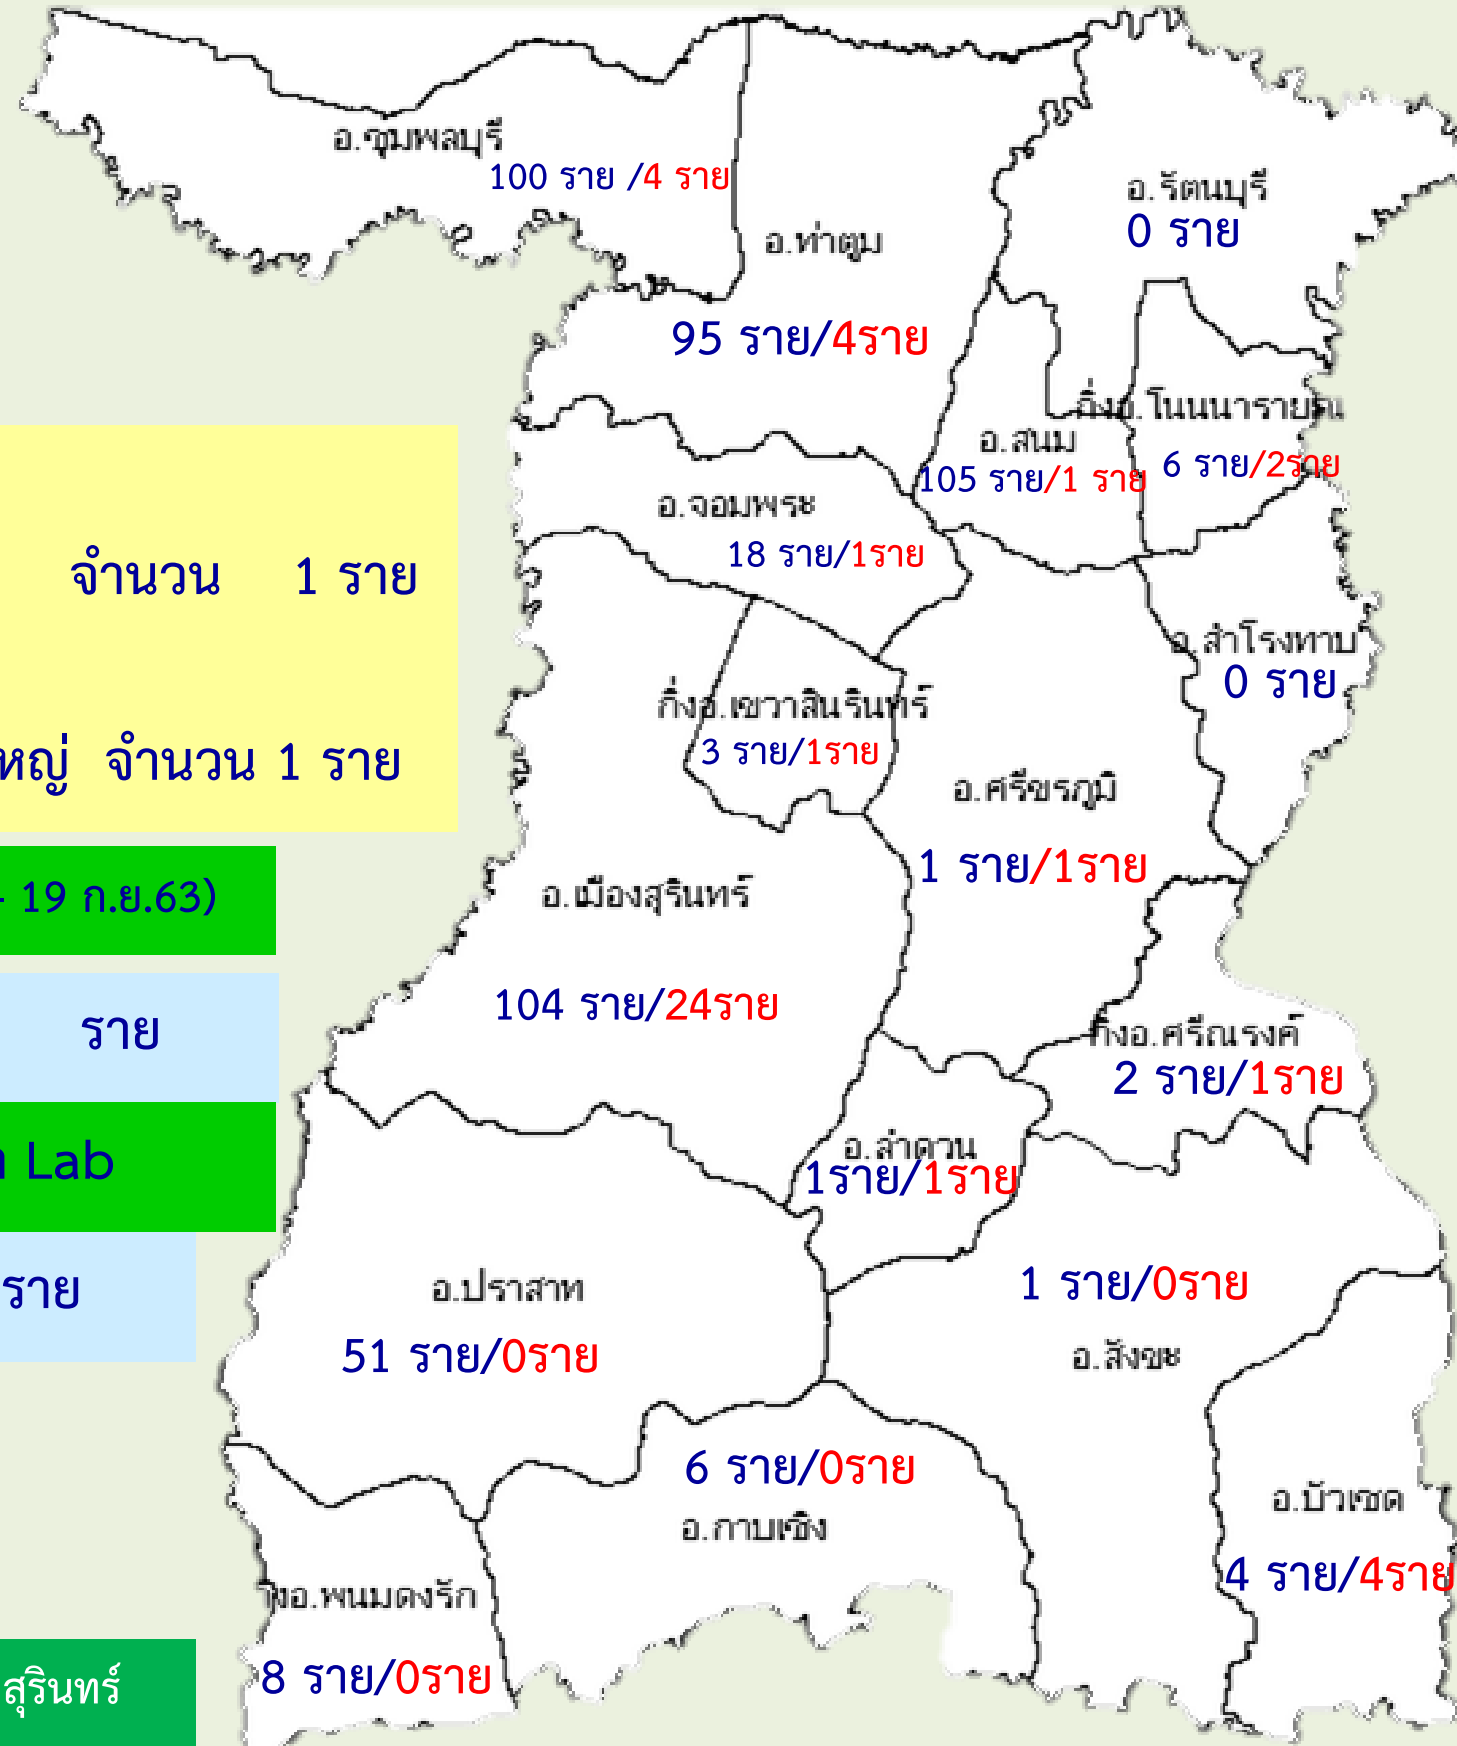 อ.ชุมพลบุรี
100 ราย /4 ราย
อ.รัตนบุรี
0 ราย
อ.ท่าตูม
95 ราย/4ราย
กิ่งอ.โนนนารายณ์
6 ราย/2ราย
อ.สนม
105 ราย/1 ราย
อ.จอมพระ
18 ราย/1ราย
จำนวน 1 ราย
อ.สำโรงทาบ
0 ราย
กิ่งอ.เขวาสินรินทร์
3 ราย/1ราย
หญ่ จำนวน 1 ราย
อ.ศรีขรภูมิ
1 ราย/1ราย
- 19 ก.ย.63)
อ.เมืองสุรินทร์
104 ราย/24ราย
ราย
กิ่งอ.ศรีณรงค์
2 ราย/1ราย
Lab
อ.ลำดวน
1ราย/1ราย
ราย
อ.ปราสาท
51 ราย/0ราย
1 ราย/0ราย
อ.สังขะ
6 ราย/0ราย
อ.กาบเชิง
อ.บัวเชด
4 ราย/4ราย
งอ.พนมดงรัก
8 ราย/0ราย
สุรินทร์